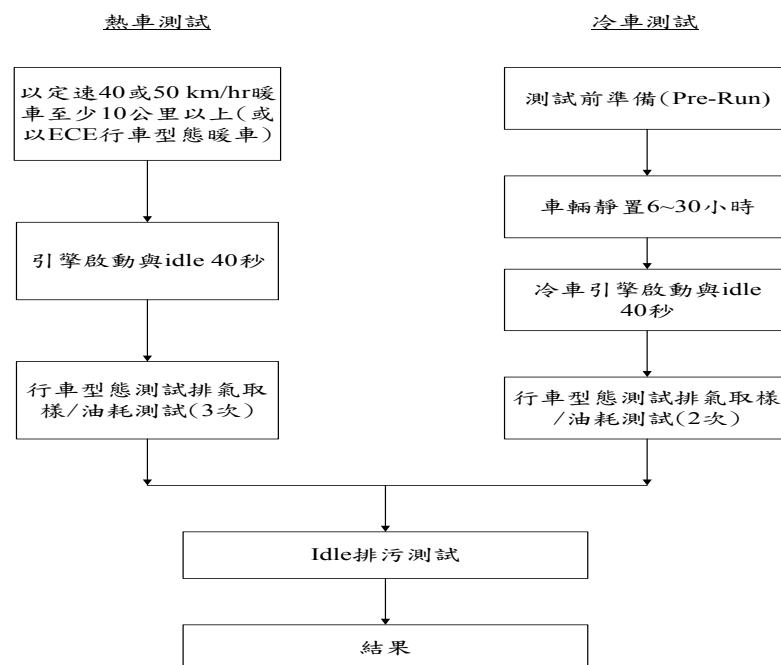 熱車測試
以定速40或50 km/hr暖
車至少10公里以上(或
以ECE行車型態暖車)
引擎啟動與idle 40秒
行車型態測試排氣取
樣/油耗測試(3次)
冷車測試
測試前準備(Pre-Run)
車輛靜置6~30小時
冷車引擎啟動與idle
40秒
行車型態測試排氣取樣
/油耗測試(2次)
Idle排污測試
結果